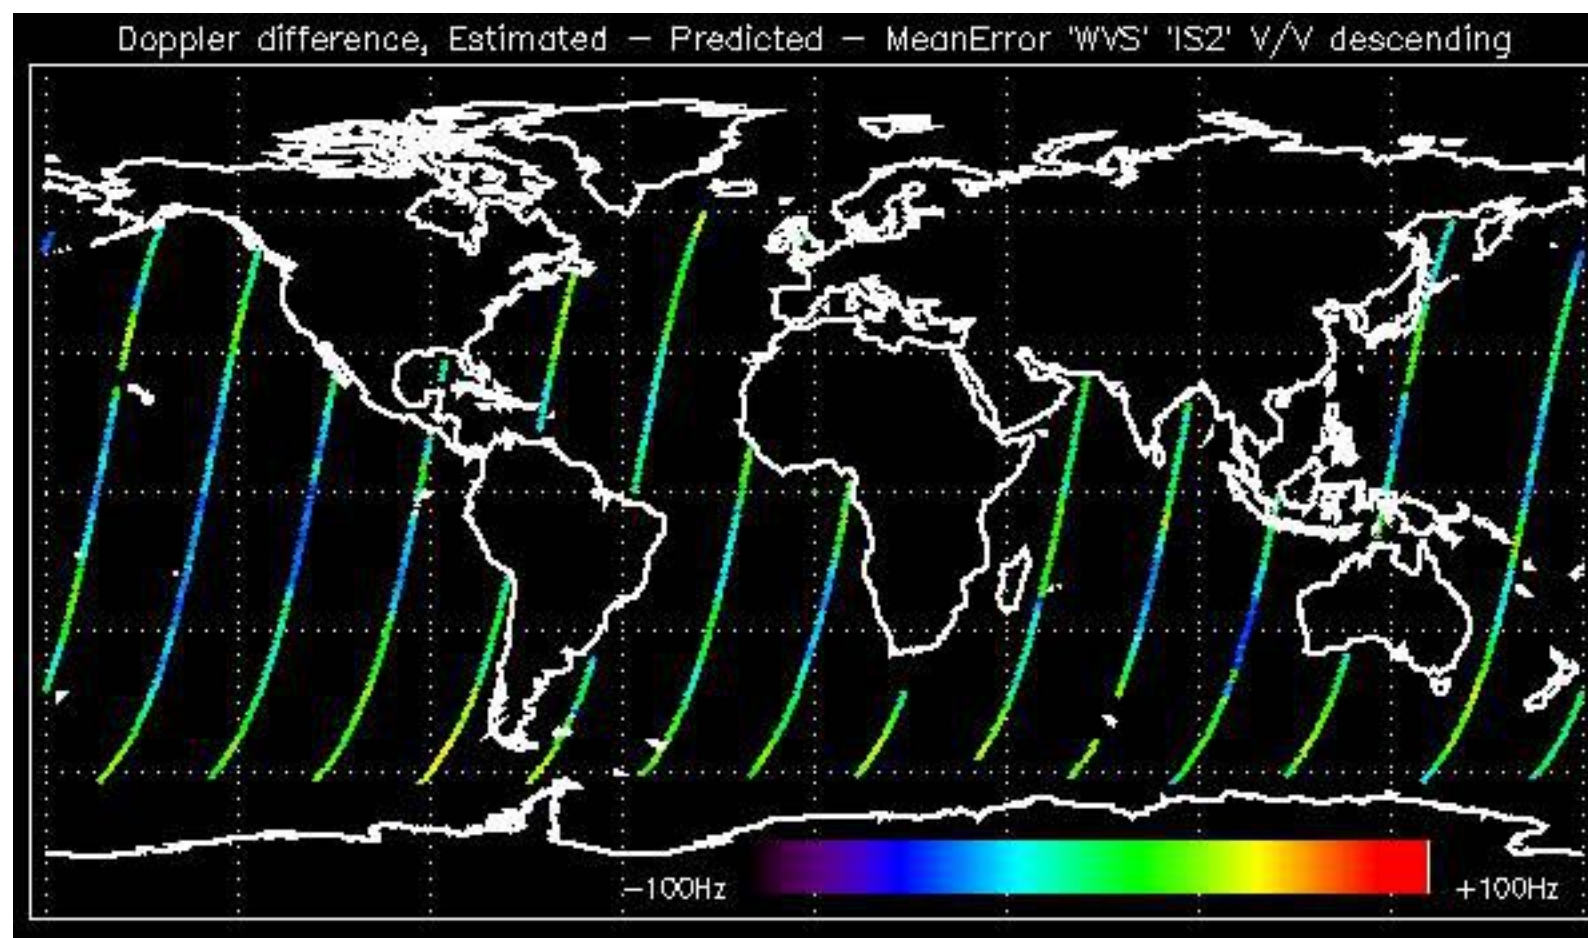 Doppler difference, Estimated – Predicted – MeanError 'WVS' 'IS2' V/V descending
−100Hz +100Hz